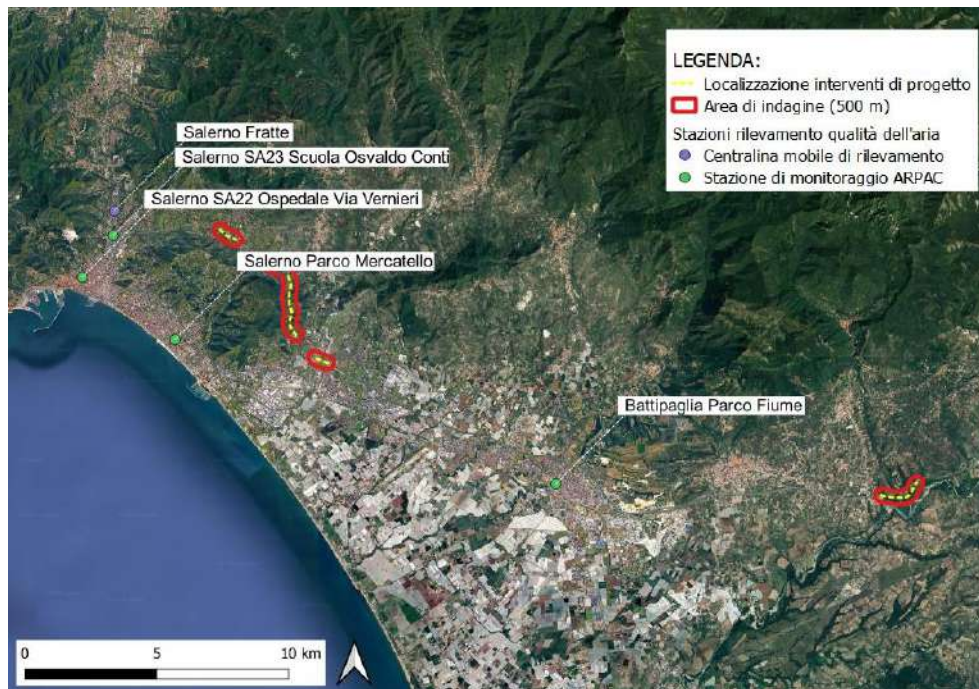 LEGENDA:
Localizzazione interventi di progetto
Area di indagine (500 m)
Stazioni rilevamento qualità dell'aria
Centralina mobile di rilevamento
Stazione di monitoraggio ARPAC
Salerno Fratte
Salerno SA23 Scuola Osvaldo Conti
Salerno SA22 Ospedale Via Vernieri
Salerno Parco Mercatello
Battipaglia Parco Fiume
0 5 10 km